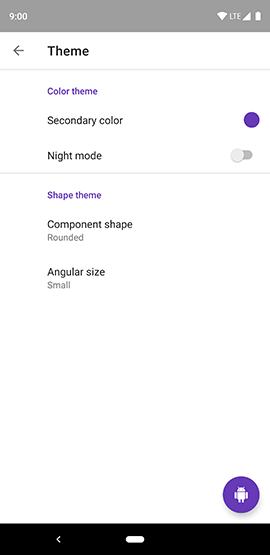 9:00 LTE
Theme
Color theme
Secondary color
Night mode
Shape theme
Component shape
Rounded
Angular size
Small